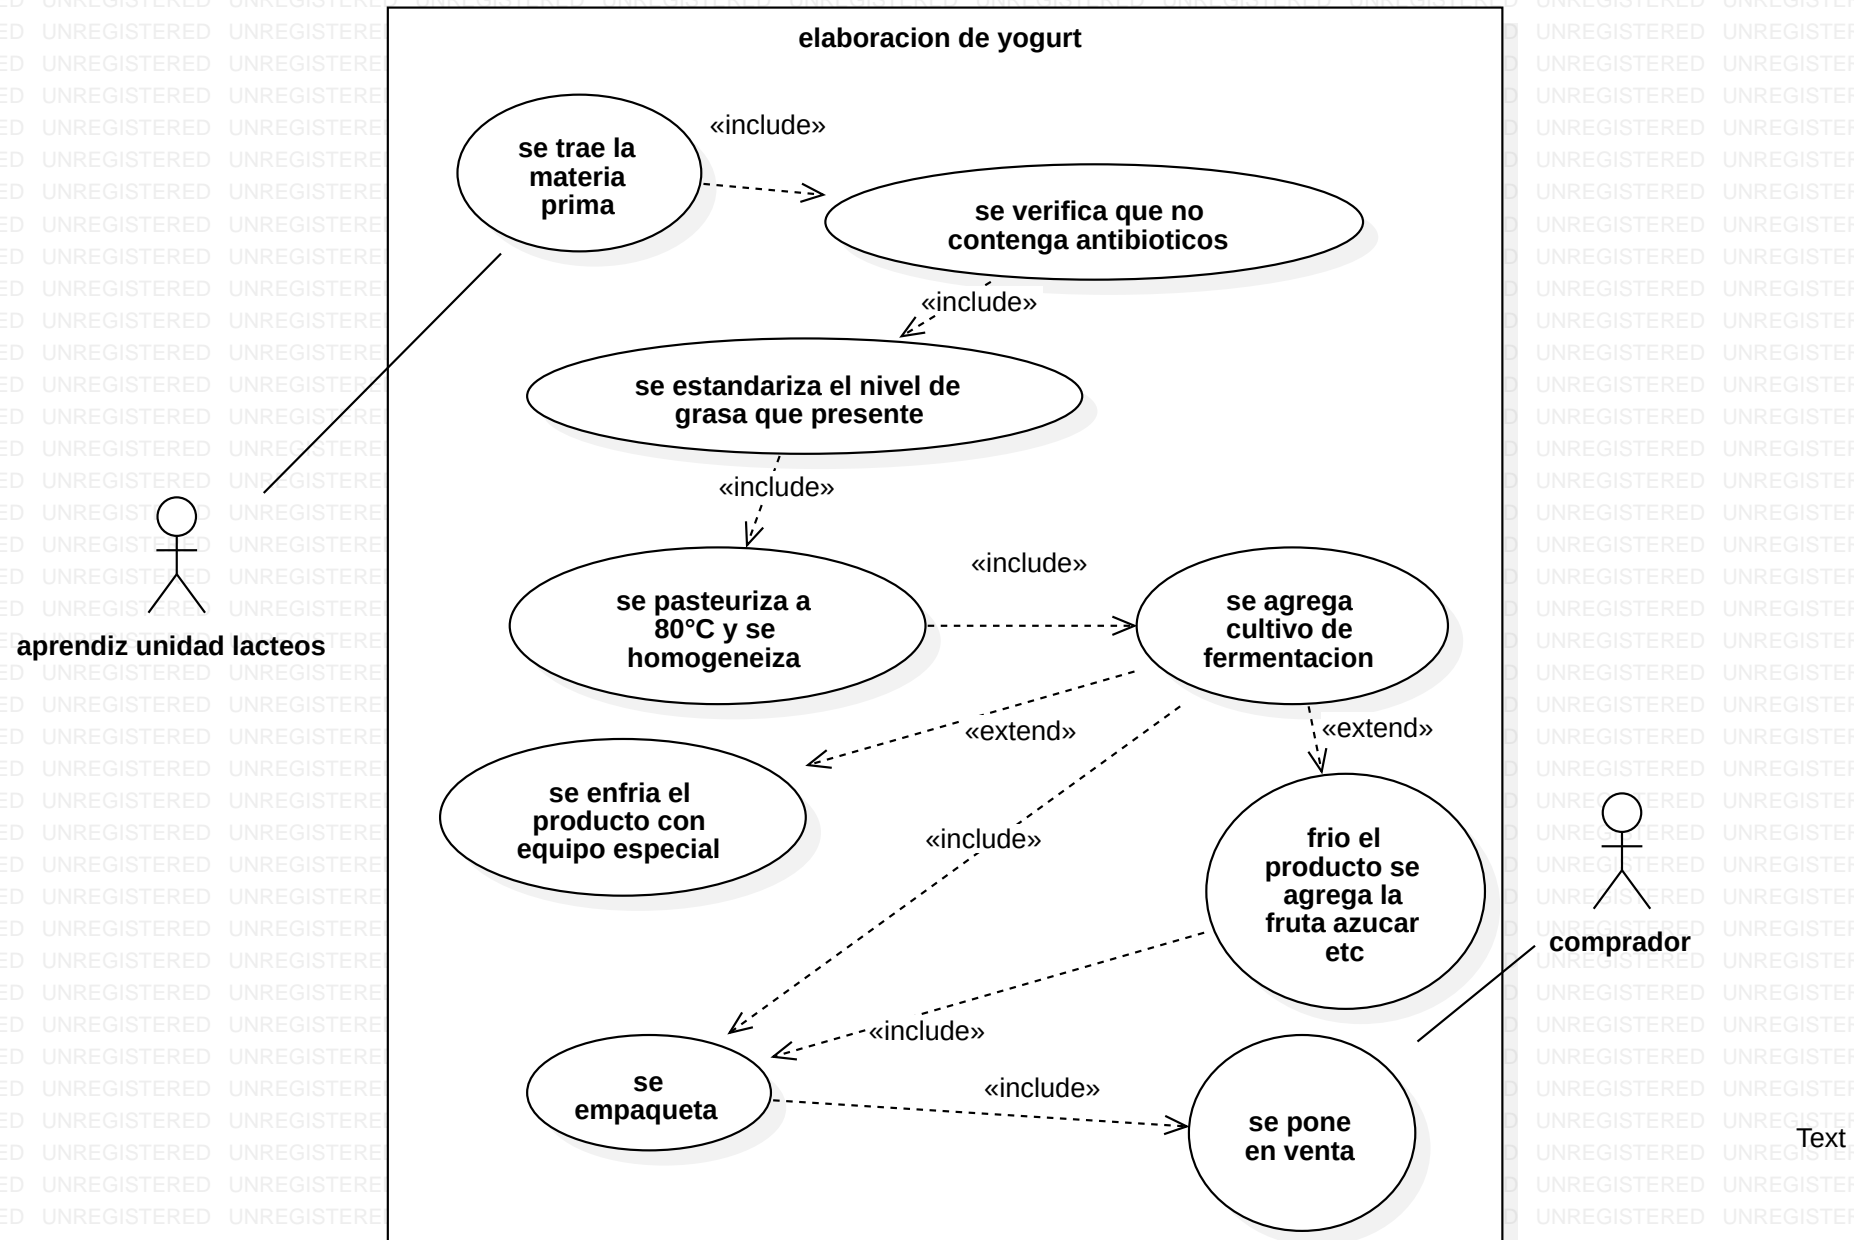 elaboracion de yogurt
se trae la
materia
prima
«include»
se verifica que no
contenga antibioticos
«include»
se estandariza el nivel de
grasa que presente
«include»
se pasteuriza a
80°C y se
homogeneiza
«include»
se agrega
cultivo de
fermentacion
aprendiz unidad lacteos
«extend»
«extend»
se enfria el
producto con
equipo especial
«include»
frio el
producto se
agrega la
fruta azucar
etc
comprador
«include»
se
empaqueta
«include»
se pone
en venta
Text
UNREGISTERED